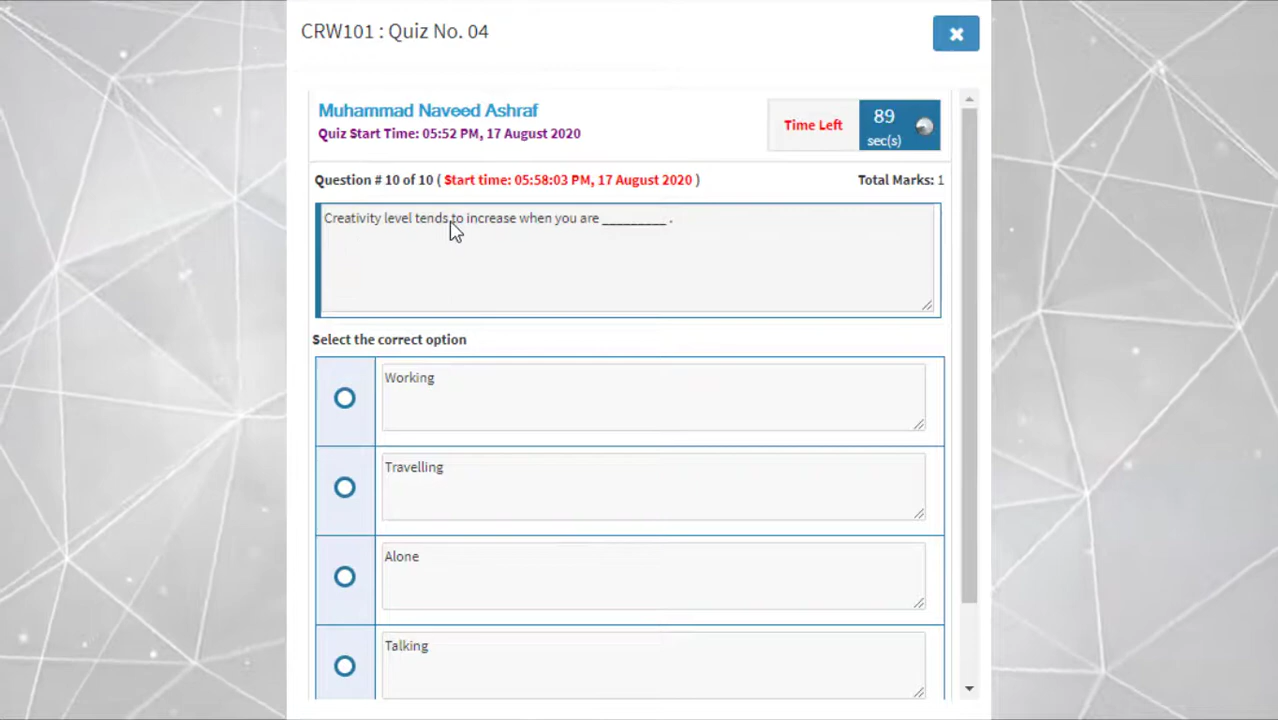 CRW101 : Quiz No. 04
Muhammad Naveed Ashraf
Quiz Start Time: 05:52 PM, 17 August 2020
Time Left
89
sec(s)
Question # 10 of 10 ( Start time: 05:58:03 PM, 17 August 2020 )
Total Marks: 1
Creativity level tends to increase when you are _________ .
Select the correct option
Working
Travelling
Alone
Talking